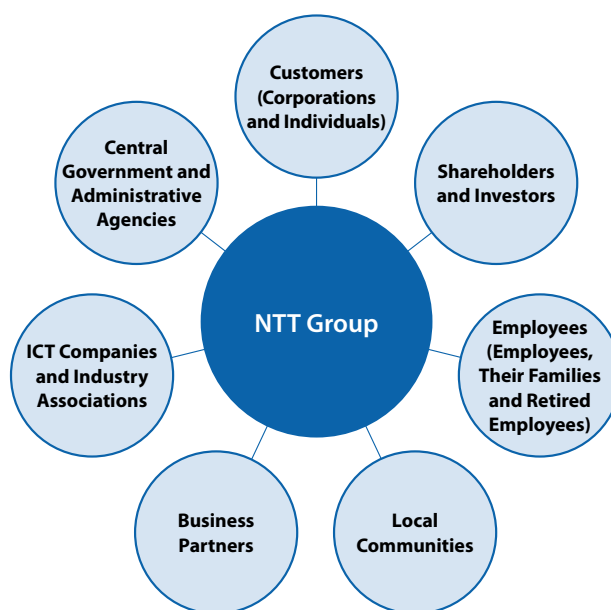 Customers
(Corporations
and Individuals)
Central
Government and
Administrative
Agencies
Shareholders
and Investors
NTT Group
ICT Companies
and Industry
Associations
Employees
(Employees,
Their Families
and Retired
Employees)
Business
Partners
Local
Communities